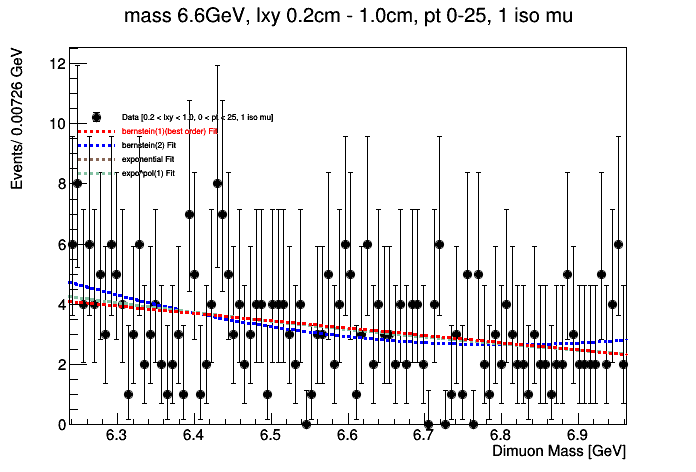 mass 6.6GeV, lxy 0.2cm - 1.0cm, pt 0-25, 1 iso mu
Events/ 0.00726 GeV
12
10
8
6
4
2
0
Data [0.2 < lxy < 1.0, 0 < pt < 25, 1 iso mu]
bernstein(1)(best order) Fit
bernstein(2) Fit
exponential Fit
expo*pol(1) Fit
6.3 6.4 6.5 6.6 6.7 6.8 6.9
Dimuon Mass [GeV]